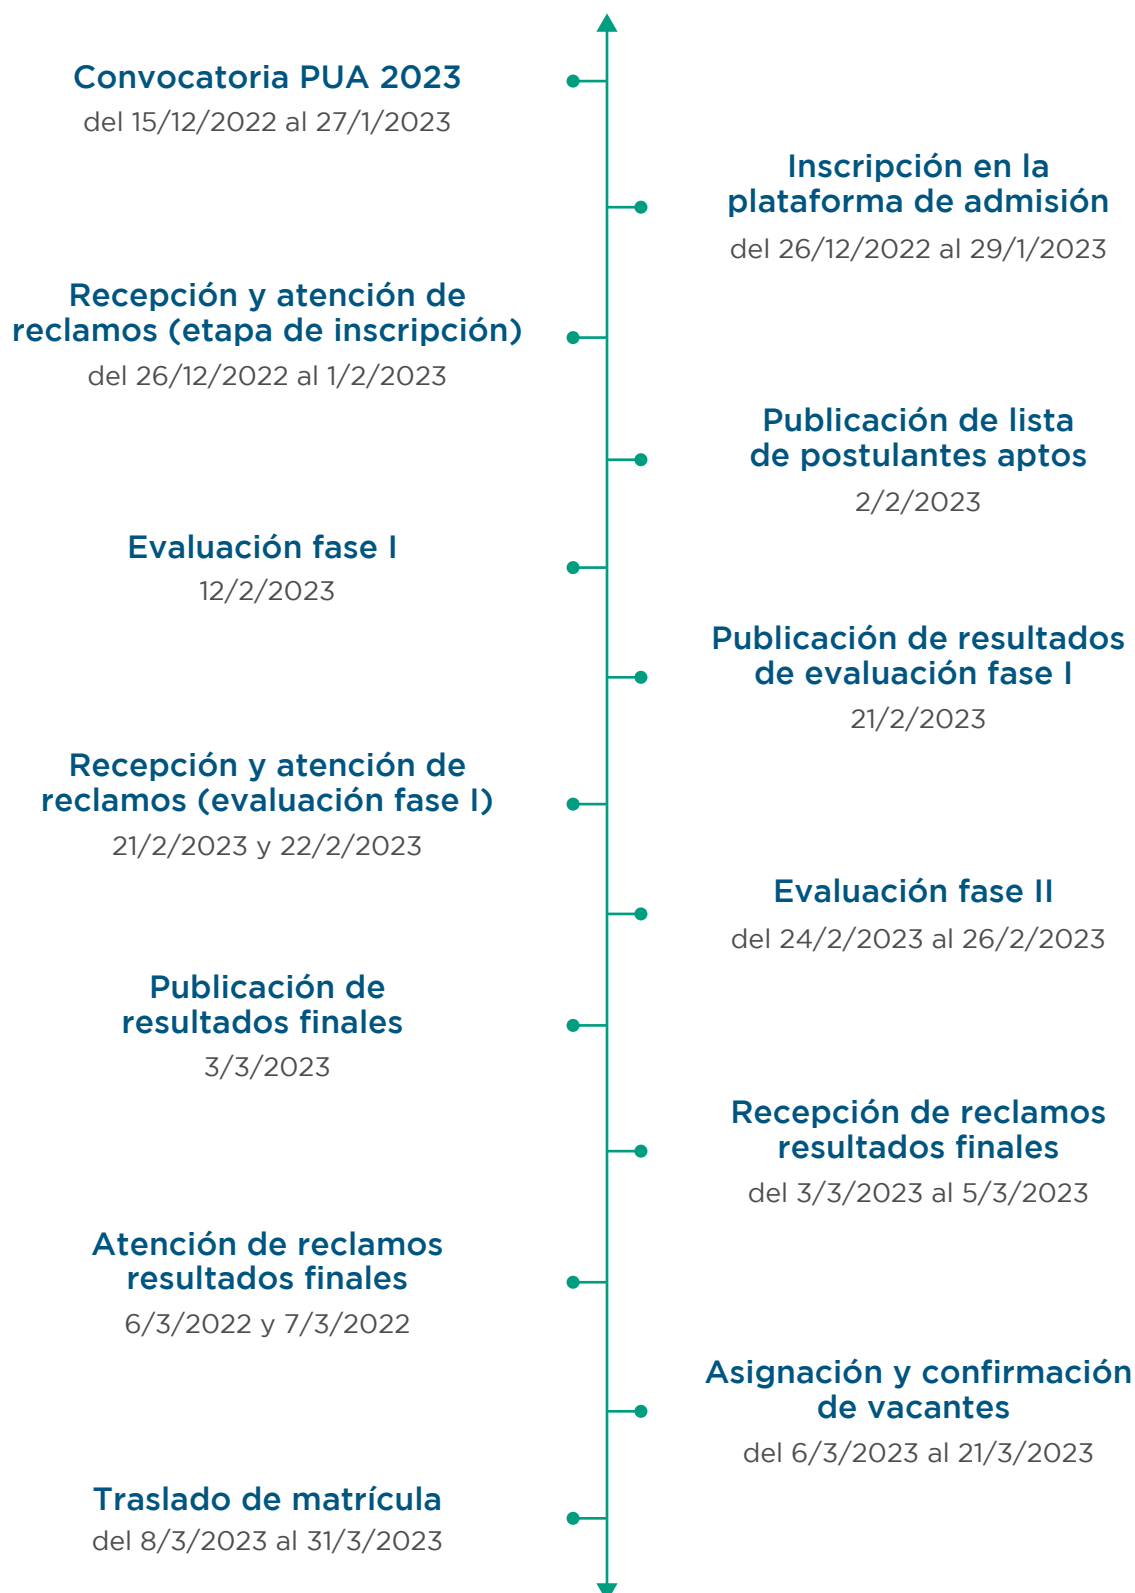 Convocatoria PUA 2023
del 15/12/2022 al 27/1/2023
Inscripción en la
plataforma de admisión
del 26/12/2022 al 29/1/2023
Recepción y atención de
reclamos (etapa de inscripción)
del 26/12/2022 al 1/2/2023
Publicación de lista
de postulantes aptos
2/2/2023
Evaluación fase I
12/2/2023
Publicación de resultados
de evaluación fase I
21/2/2023
Recepción y atención de
reclamos (evaluación fase I)
21/2/2023 y 22/2/2023
Evaluación fase II
del 24/2/2023 al 26/2/2023
Publicación de
resultados finales
3/3/2023
Recepción de reclamos
resultados finales
del 3/3/2023 al 5/3/2023
Atención de reclamos
resultados finales
6/3/2022 y 7/3/2022
Asignación y confirmación
de vacantes
del 6/3/2023 al 21/3/2023
Traslado de matrícula
del 8/3/2023 al 31/3/2023